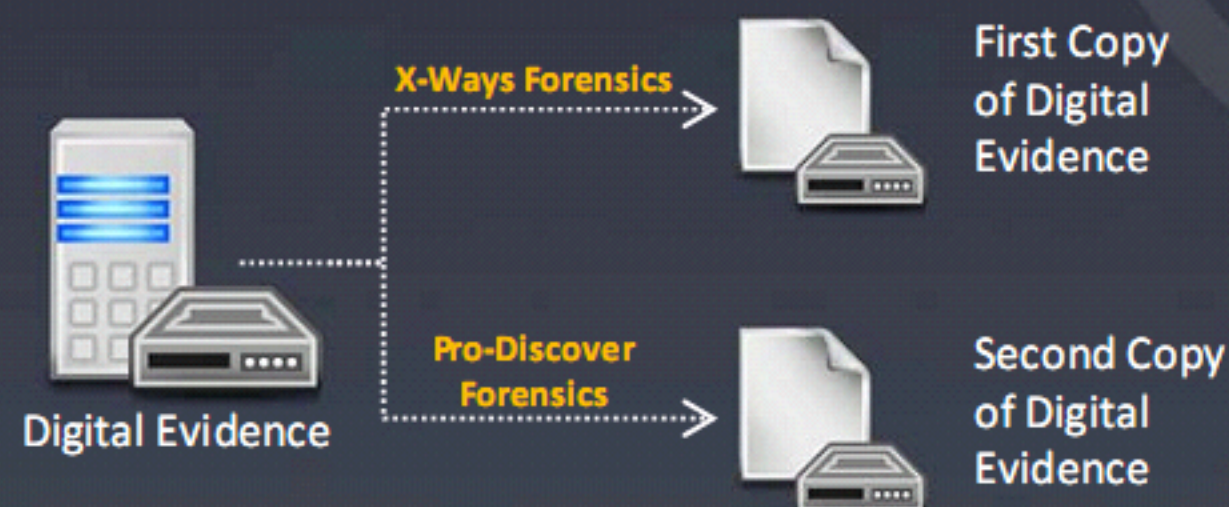 X-Ways Forensics
First Copy
of Digital
Evidence
Digital Evidence
Pro-Discover
Forensics
Second Copy
of Digital
Evidence